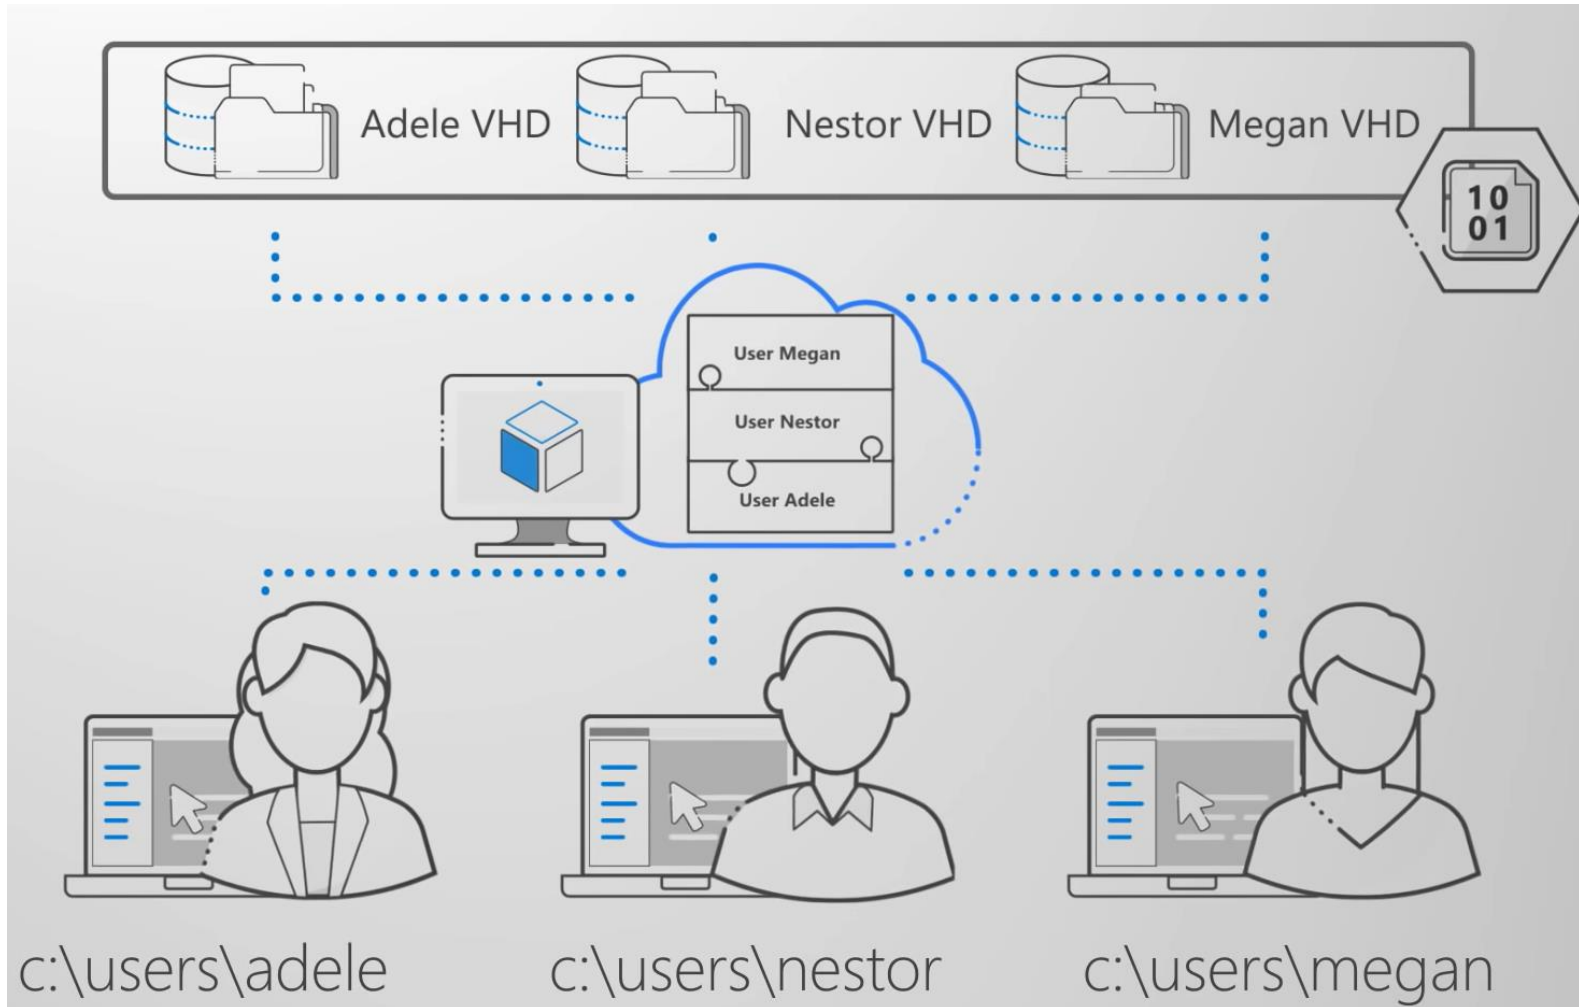 Adele VHD
Nestor VHD
Megan VHD
10
01
User Megan
User Nestor
User Adele
c:\users\adele
c:\users\nestor
c:\users\megan